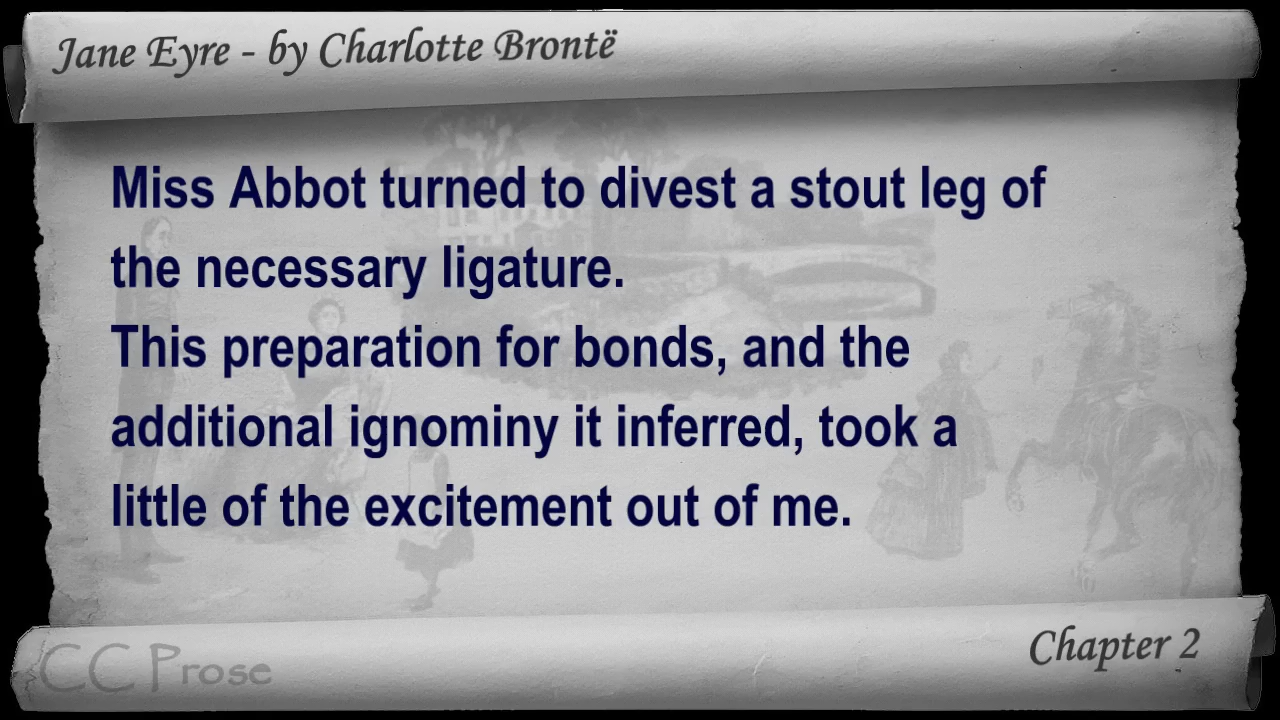 Jane Eyre - by Charlotte Brontë
Miss Abbot turned to divest a stout leg of
the necessary ligature.
This preparation for bonds, and the
additional ignominy it inferred, took a
little of the excitement out of me.
CC Prose
Chapter 2